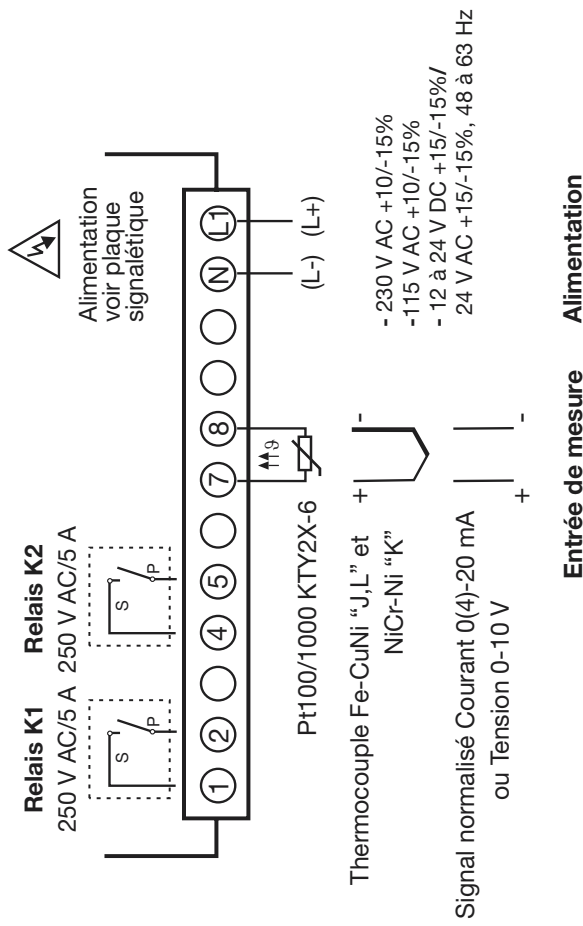 Relais K1
250 V AC/5 A
Relais K2
250 V AC/5 A
Alimentation
voir plaque
signalétique
S
P
S
P
1
2
4
5
7
8
N
L1
ϑ
(L-)
(L+)
Pt100/1000 KTY2X-6
Thermocouple Fe-CuNi “J,L” et
NiCr-Ni “K”
+
-
Signal normalisé Courant 0(4)-20 mA
ou Tension 0-10 V
+
-
- 230 V AC +10/-15%
-115 V AC +10/-15%
- 12 à 24 V DC +15/-15%/
24 V AC +15/-15%, 48 à 63 Hz
Entrée de mesure
Alimentation